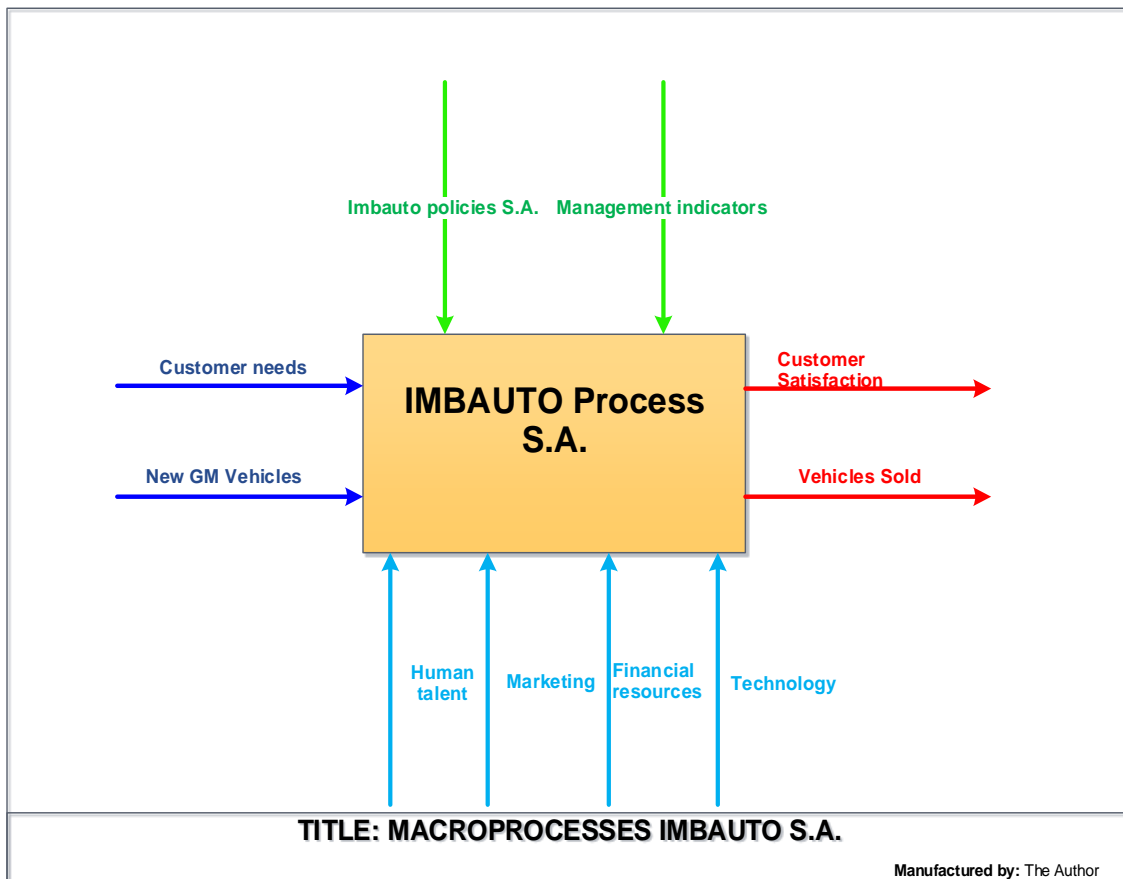 Imbauto policies S.A. Management indicators
Customer needs
Customer
Satisfaction
IMBAUTO Process
S.A.
New GM Vehicles
Vehicles Sold
Human
talent
Marketing
Financial
resources
Technology
TITLE: MACROPROCESSES IMBAUTO S.A.
Manufactured by: The Author